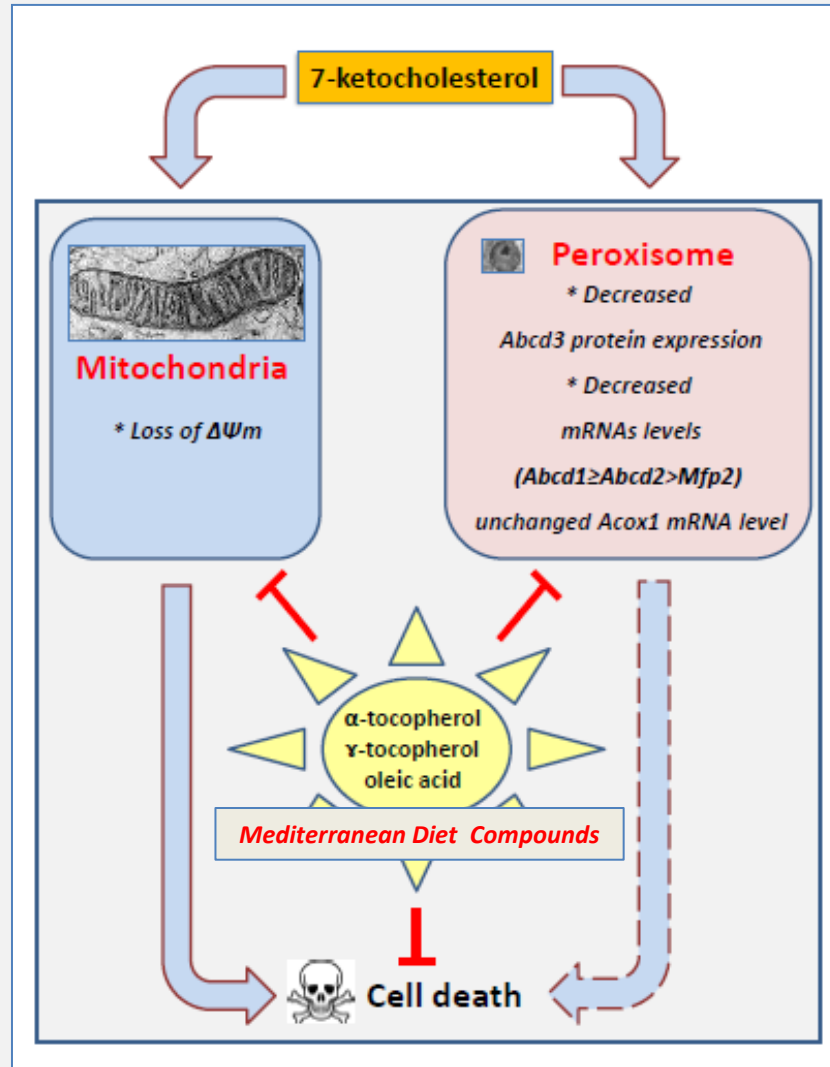 7-ketocholesterol
Mitochondria
* Loss of ΔΨm
Peroxisome
* Decreased
Abcd3 protein expression
* Decreased
mRNAs levels
(Abcd1≥Abcd2>Mfp2)
unchanged Acox1 mRNA level
α-tocopherol
ɤ-tocopherol
oleic acid
Mediterranean Diet Compounds
Cell death